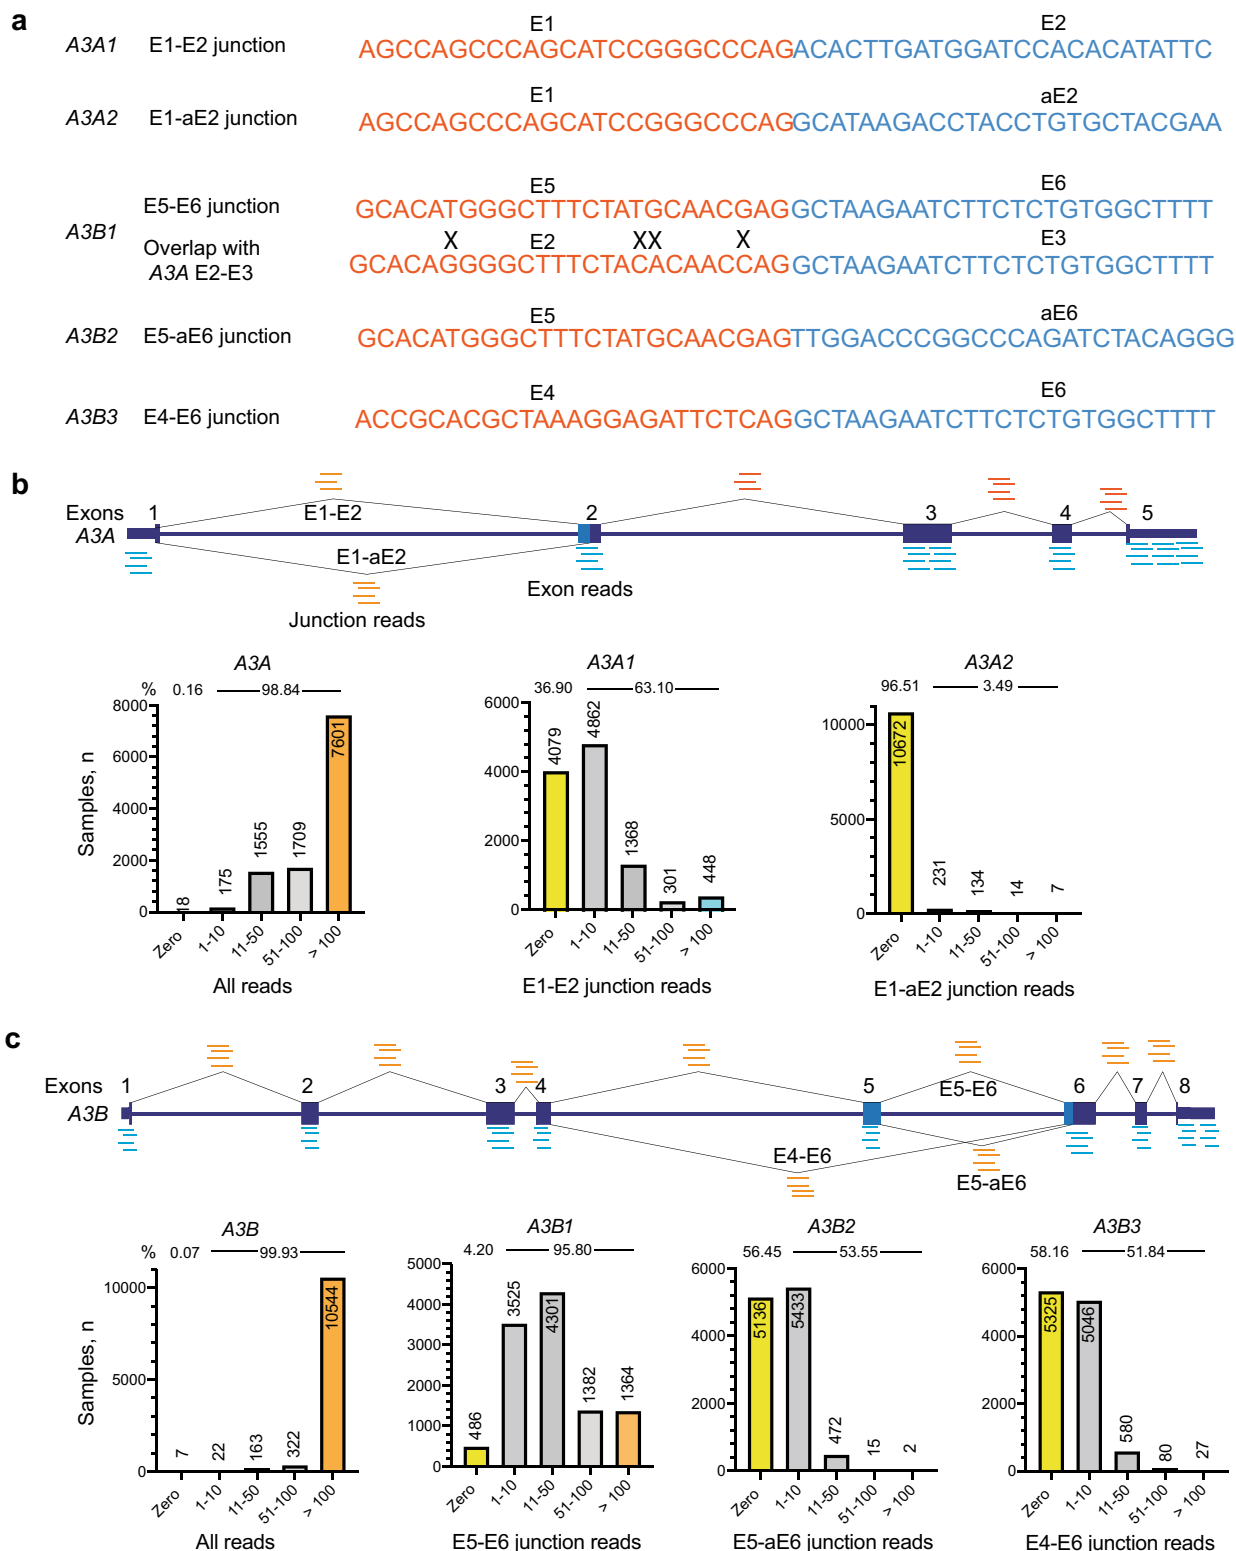 a
E1 E2
A3A1 E1-E2 junction AGCCAGCCCAGCATCCGGGCCCAGACACTTGATGGATCCACACATATTC
E1 aE2
A3A2 E1-aE2 junction AGCCAGCCCAGCATCCGGGCCCAGGCATAAGACCTACCTGTGCTACGAA
E5 E6
E5-E6 junction GCACATGGGCTTTCTATGCAACGAGGCTAAGAATCTTCTCTGTGGCTTTT
A3B1
X XX X
E2 E3
Overlap with
A3A E2-E3 GCACAGGGGCTTTCTACACAACCAGGCTAAGAATCTTCTCTGTGGCTTTT
E5 aE6
A3B2 E5-aE6 junction GCACATGGGCTTTCTATGCAACGAGTTGGACCCGGCCCAGATCTACAGGG
E4 E6
A3B3 E4-E6 junction ACCGCACGCTAAAGGAGATTCTCAGGCTAAGAATCTTCTCTGTGGCTTTT
b
Exons 1 E1-E2 2 3 4 5
A3A
E1-aE2
Exon reads
Junction reads
A3A
% 0.16 98.84
Samples, n
8000
6000
4000
2000
0
18 175 1555 1709 7601
Zero 1-10 11-50 51-100 > 100
All reads
A3A1
36.90 63.10
6000
4000
2000
0
4079 4862 1368 301 448
Zero 1-10 11-50 51-100 > 100
E1-E2 junction reads
A3A2
96.51 3.49
10000
5000
0
10672 231 134 14 7
Zero 1-10 11-50 51-100 > 100
E1-aE2 junction reads
c
Exons 1 2 3 4 5 E5-E6 6 7 8
A3B
E4-E6
E5-aE6
A3B
% 0.07 99.93
Samples, n
10000
5000
0
7 22 163 322 10544
Zero 1-10 11-50 51-100 > 100
All reads
A3B1
4.20 95.80
5000
4000
3000
2000
1000
0
486 3525 4301 1382 1364
Zero 1-10 11-50 51-100 > 100
E5-E6 junction reads
A3B2
56.45 53.55
6000
4000
2000
0
5136 5433 472 15 2
Zero 1-10 11-50 51-100 > 100
E5-aE6 junction reads
A3B3
58.16 51.84
6000
4000
2000
0
5325 5046 580 80 27
Zero 1-10 11-50 51-100 > 100
E4-E6 junction reads